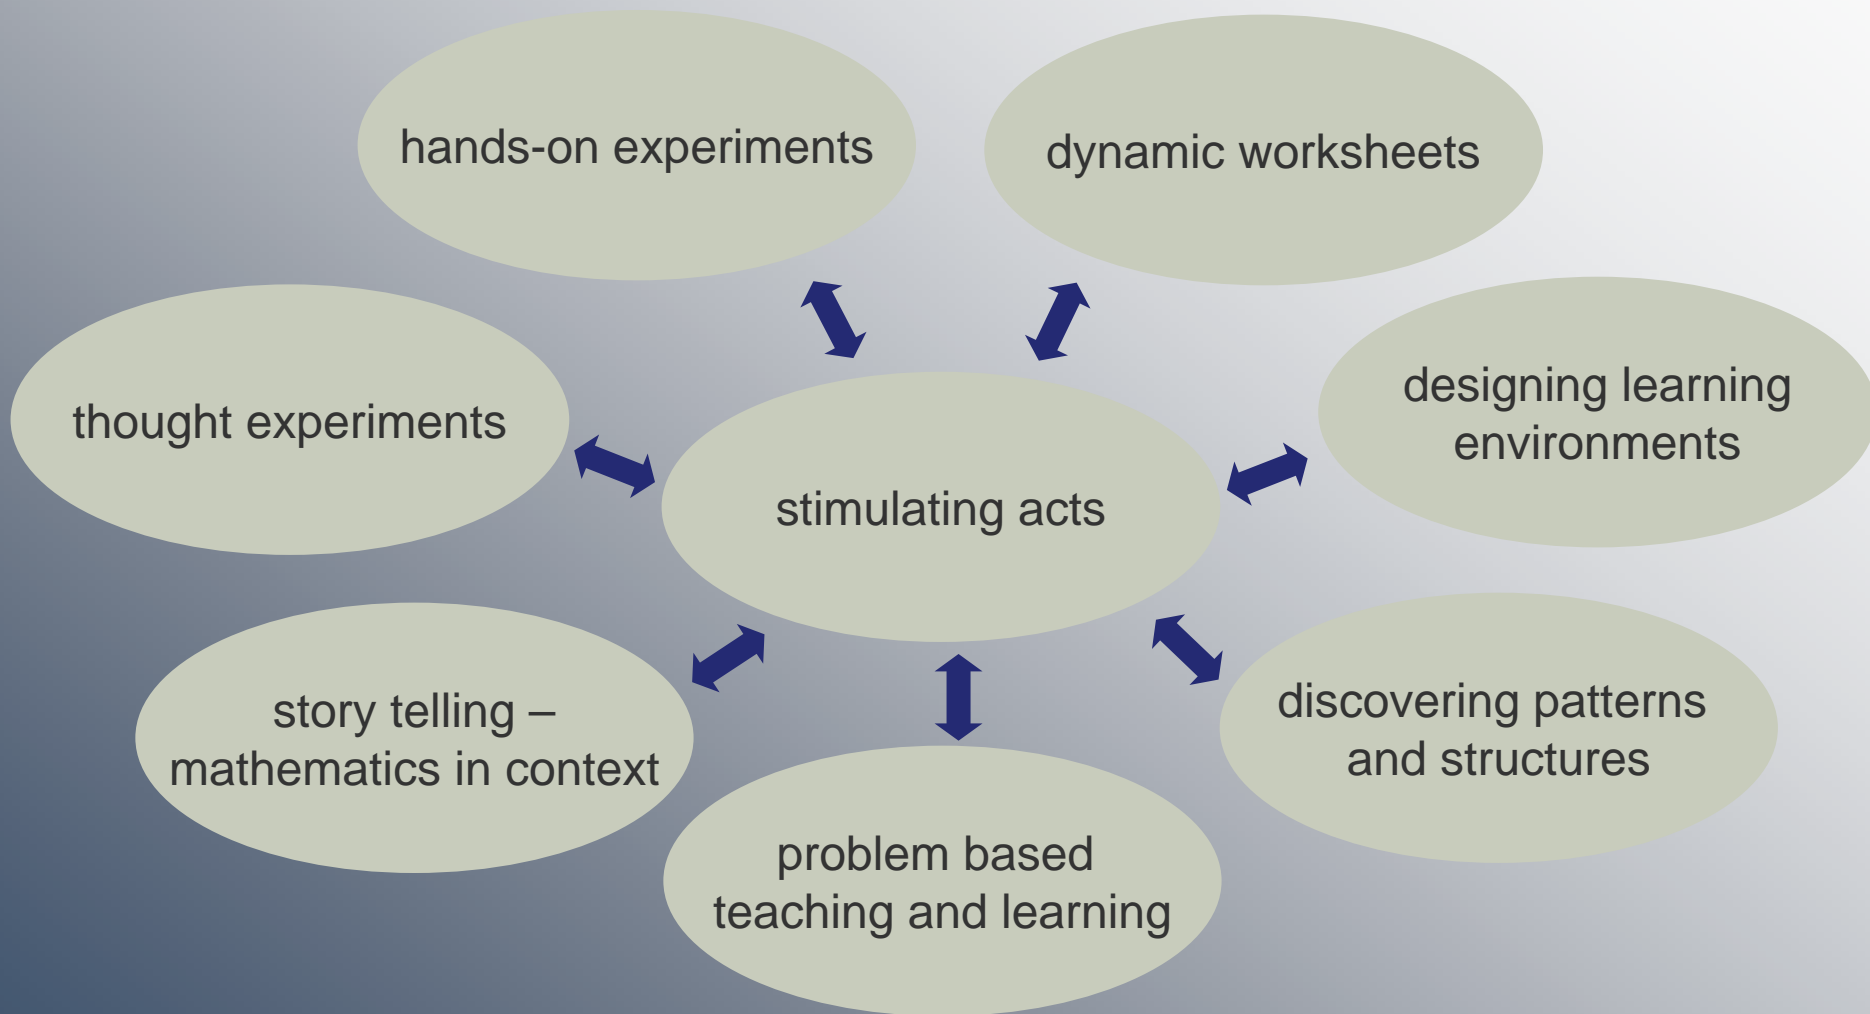 hands-on experiments
dynamic worksheets
thought experiments
designing learning
environments
stimulating acts
story telling –
mathematics in context
discovering patterns
and structures
problem based
teaching and learning